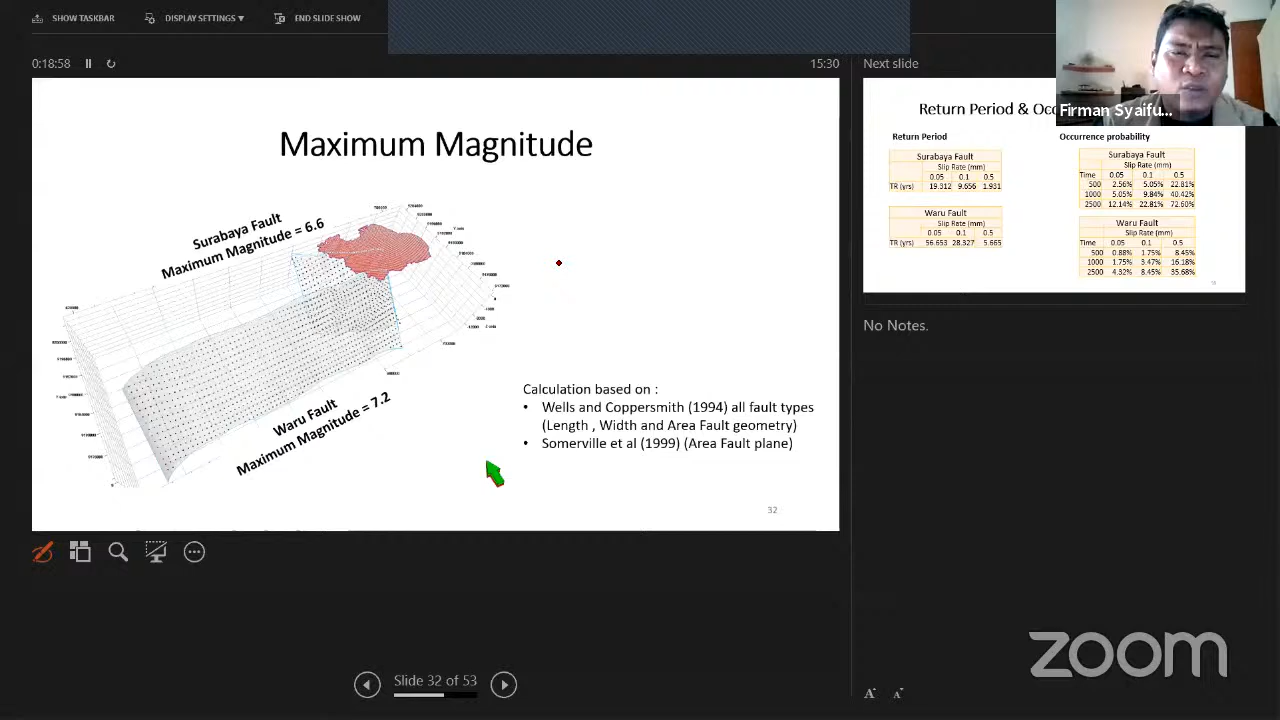 SHOW TASKBAR
DISPLAY SETTINGS ▼
END SLIDE SHOW
0:18:58
15:30
Next slide
Firman Syaifu...
Maximum Magnitude
Surabaya Fault
Maximum Magnitude = 6.6
Waru Fault
Maximum Magnitude = 7.2
Calculation based on :
• Wells and Coppersmith (1994) all fault types
(Length , Width and Area Fault geometry)
• Somerville et al (1999) (Area Fault plane)
32
Return Period & Oc
Return Period
Surabaya Fault
Slip Rate (mm)
0.05 0.1 0.5
TR (yrs) 19.312 9.656 1.931
Waru Fault
Slip Rate (mm)
0.05 0.1 0.5
TR (yrs) 56.653 28.327 5.665
Occurrence probability
Surabaya Fault
Slip Rate (mm)
Time 0.05 0.1 0.5
500 2.56% 5.05% 22.81%
1000 5.05% 9.84% 40.42%
2500 12.14% 22.81% 72.60%
Waru Fault
Slip Rate (mm)
Time 0.05 0.1 0.5
500 0.88% 1.75% 8.45%
1000 1.75% 3.47% 16.18%
2500 4.32% 8.45% 35.68%
No Notes.
Slide 32 of 53
A A
zoom